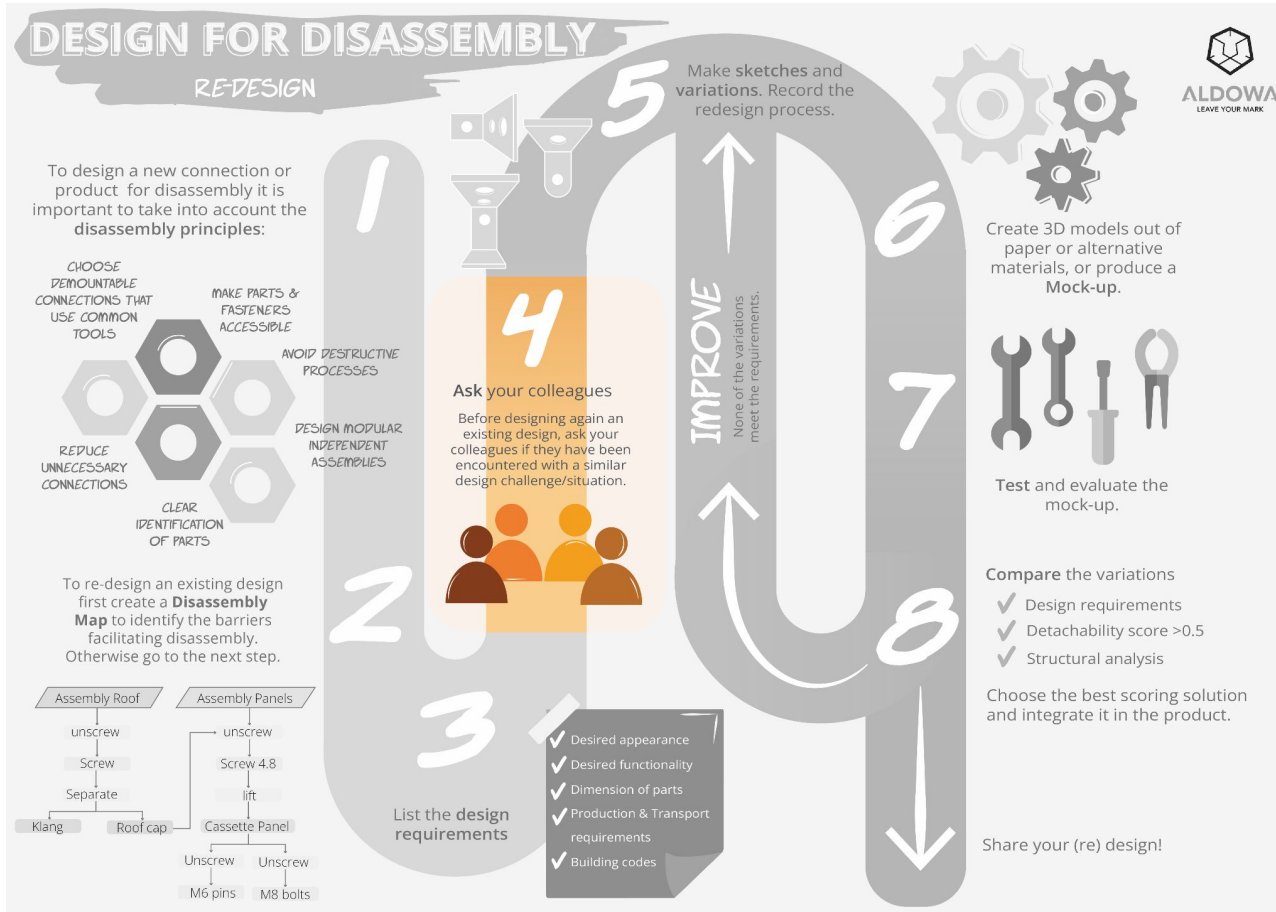 DESIGN FOR DISASSEMBLY
RE-DESIGN
ALDOWA
LEAVE YOUR MARK
1
To design a new connection or
product for disassembly it is
important to take into account the
disassembly principles:
CHOOSE
DEMOUNTABLE
CONNECTIONS THAT
USE COMMON
TOOLS
MAKE PARTS &
FASTENERS
ACCESSIBLE
AVOID DESTRUCTIVE
PROCESSES
DESIGN MODULAR
INDEPENDENT
ASSEMBLIES
REDUCE
UNNECESSARY
CONNECTIONS
CLEAR
IDENTIFICATION
OF PARTS
2
To re-design an existing design
first create a Disassembly
Map to identify the barriers
facilitating disassembly.
Otherwise go to the next step.
Assembly Roof
unscrew
Screw
Separate
Klang
Roof cap
Assembly Panels
unscrew
Screw 4.8
lift
Cassette Panel
Unscrew
Unscrew
M6 pins
M8 bolts
3
List the design
requirements
Desired appearance
Desired functionality
Dimension of parts
Production & Transport
requirements
Building codes
4
Ask your colleagues
Before designing again an
existing design, ask your
colleagues if they have been
encountered with a similar
design challenge/situation.
5
Make sketches and
variations. Record the
redesign process.
IMPROVE
None of the variations
meet the requirements.
6
Create 3D models out of
paper or alternative
materials, or produce a
Mock-up.
7
Test and evaluate the
mock-up.
8
Compare the variations
Design requirements
Detachability score >0.5
Structural analysis
Choose the best scoring solution
and integrate it in the product.
Share your (re) design!